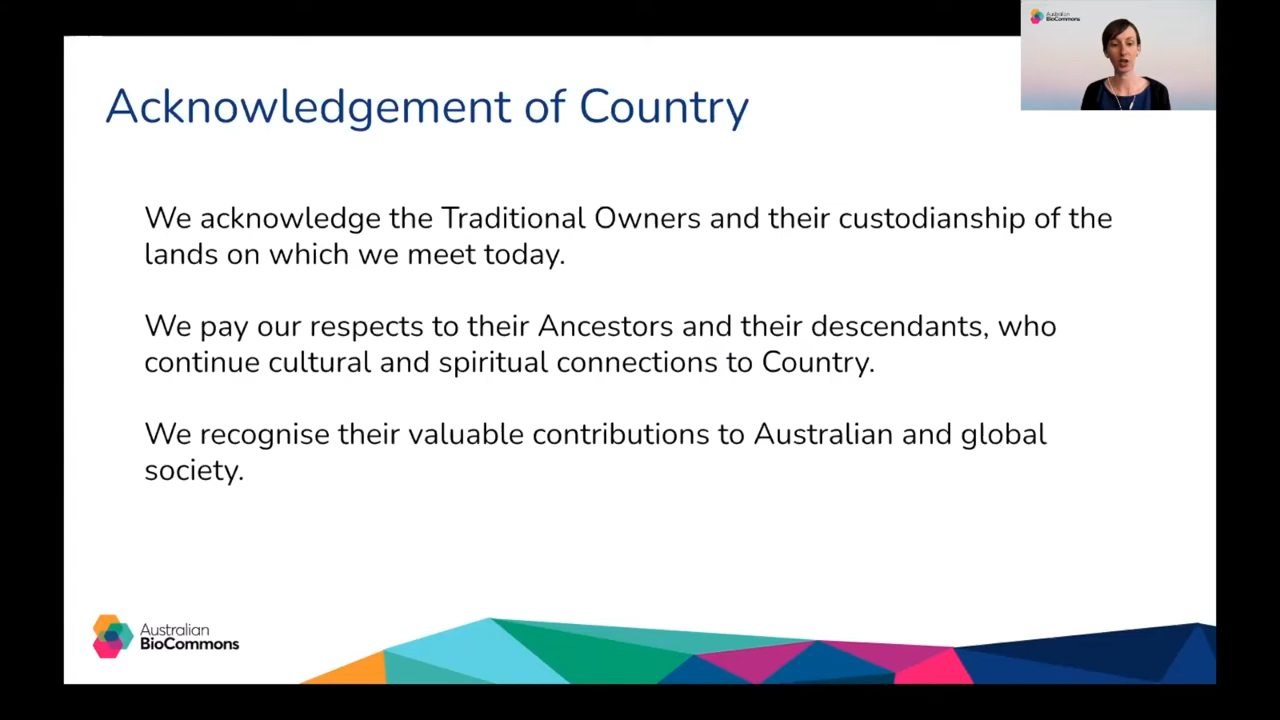 Australian
BioCommons
Acknowledgement of Country
We acknowledge the Traditional Owners and their custodianship of the
lands on which we meet today.
We pay our respects to their Ancestors and their descendants, who
continue cultural and spiritual connections to Country.
We recognise their valuable contributions to Australian and global
society.
Australian
BioCommons